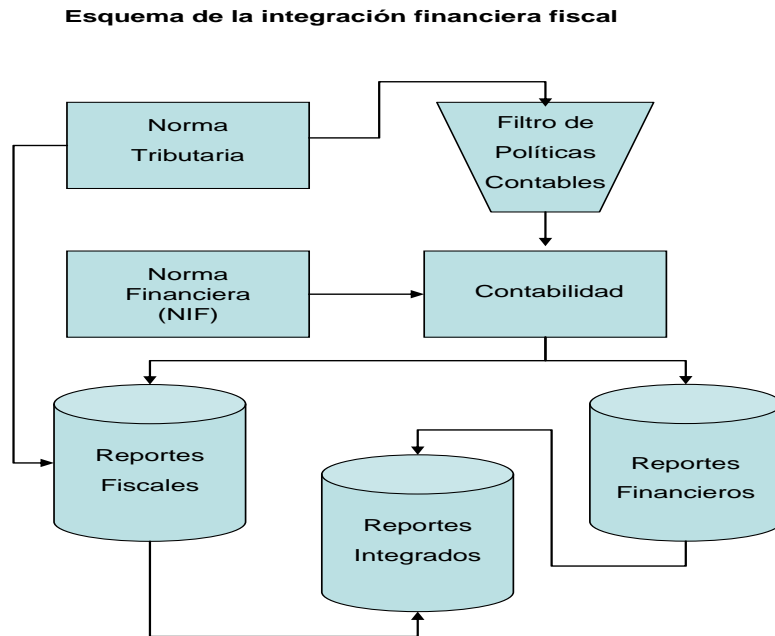 Esquema de la integración financiera fiscal
Norma
Tributaria
Filtro de
Políticas
Contables
Norma
Financiera
(NIF)
Contabilidad
Reportes
Fiscales
Reportes
Integrados
Reportes
Financieros